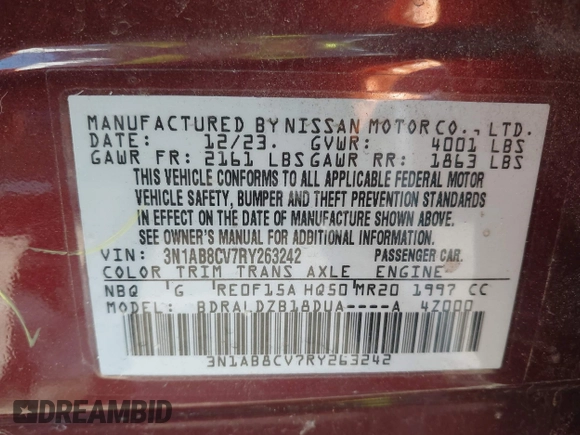 MANUFACTURED BY NISSAN MOTOR CO., LTD.
DATE: 12/23. GVWR: 4001 LBS
GAWR FR: 2161 LBS GAWR RR: 1863 LBS
THIS VEHICLE CONFORMS TO ALL APPLICABLE FEDERAL MOTOR
VEHICLE SAFETY, BUMPER AND THEFT PREVENTION STANDARDS
IN EFFECT ON THE DATE OF MANUFACTURE SHOWN ABOVE.
SEE OWNER'S MANUAL FOR ADDITIONAL INFORMATION.
VIN: 3N1AB8CV7RY263242 PASSENGER CAR.
COLOR TRIM TRANS AXLE ENGINE
NBQ G RE0F15A HQ50 MR20 1997 CC
MODEL: BDRALDZB18DUA----A 4Z000
3N1AB8CV7RY263242
DREAMBID